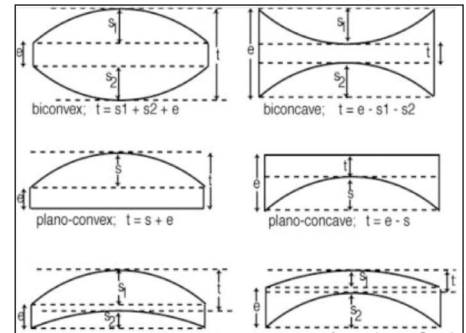 s1
e
t
s2
biconvex; t = s1 + s2 + e
s1
e
t
s2
biconcave; t = e - s1 - s2
s
t
e
plano-convex; t = s + e
t
e
s
plano-concave; t = e - s
s1
t
e
s2
s1
t
e
s2